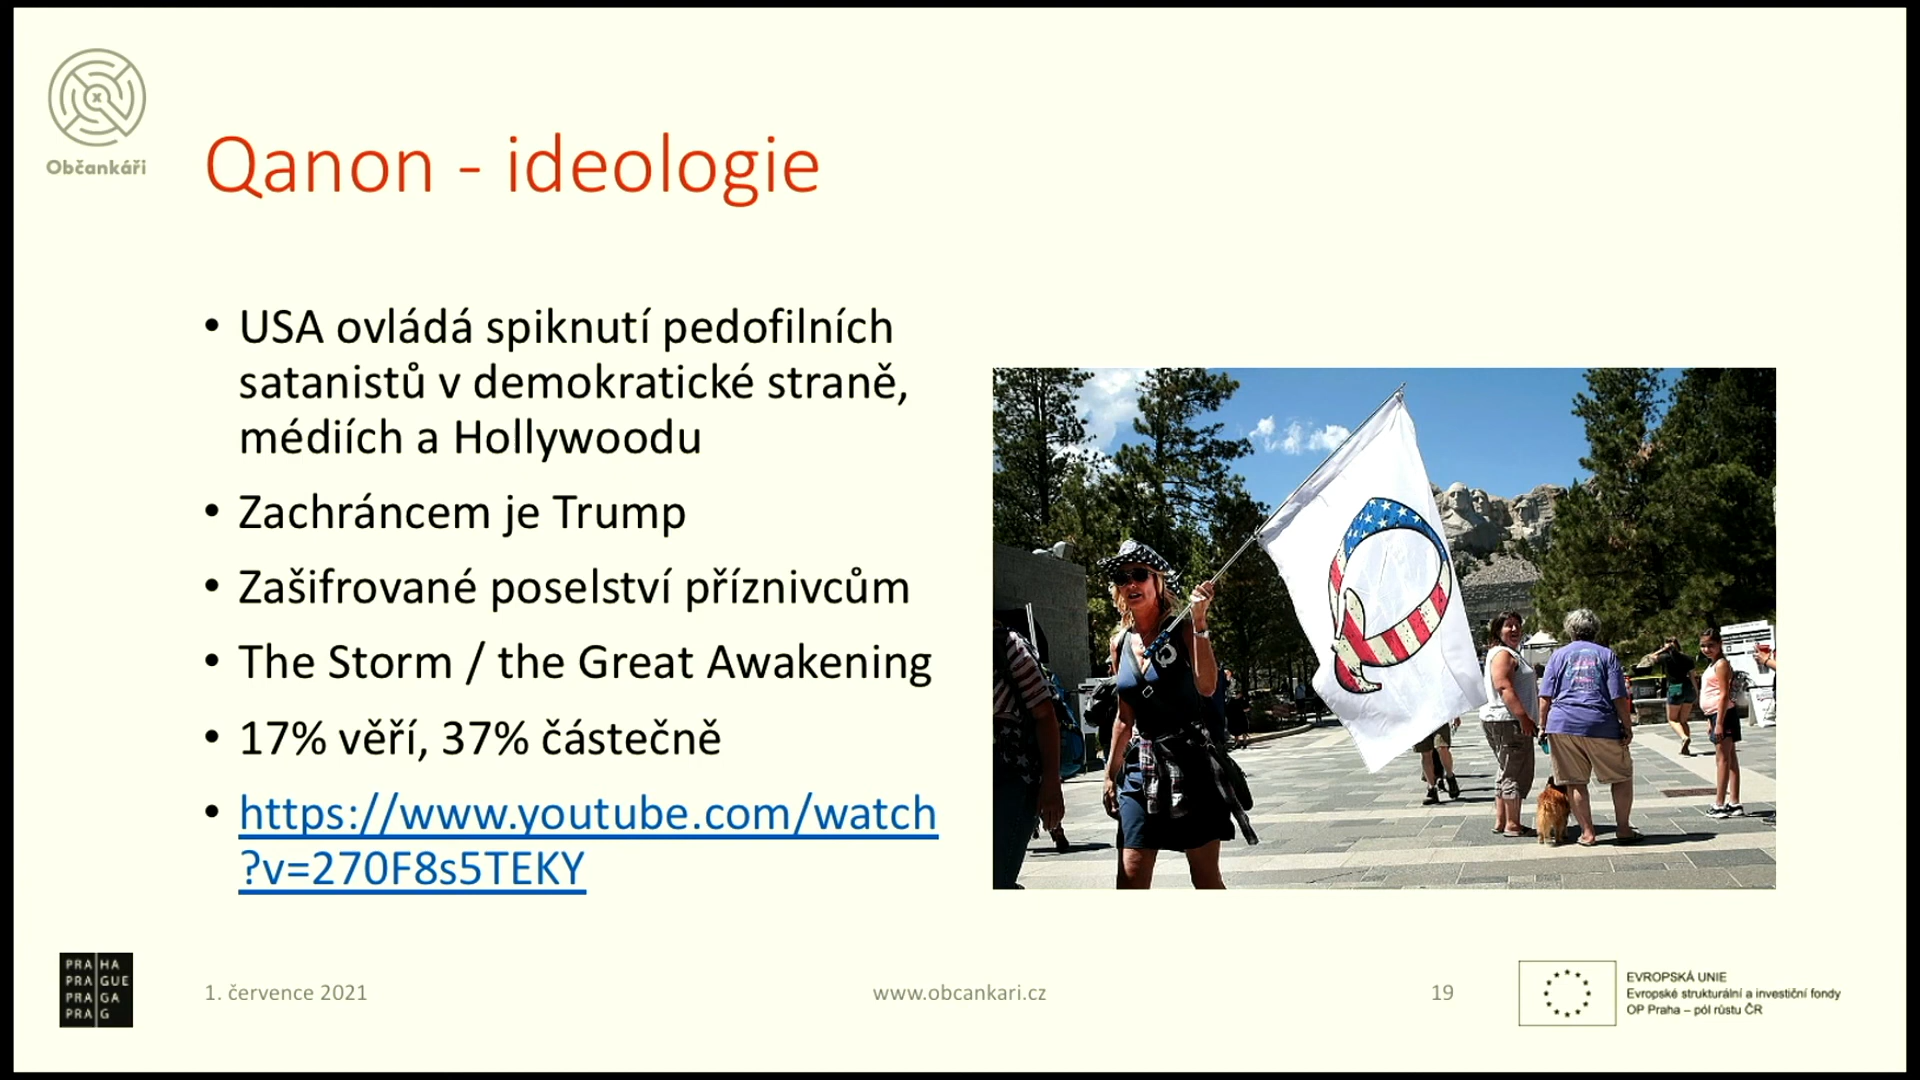 Občankáři
Qanon - ideologie
• USA ovládá spiknutí pedofilních
satanistů v demokratické straně,
médiích a Hollywoodu
• Zachráncem je Trump
• Zašifrované poselství příznivcům
• The Storm / the Great Awakening
• 17% věří, 37% částečně
• https://www.youtube.com/watch
?v=270F8s5TEKY
Q
PRA HA
PRA GUE
PRA GA
PRA G
1. července 2021
www.obcankari.cz
19
EVROPSKÁ UNIE
Evropské strukturální a investiční fondy
OP Praha – pól růstu ČR